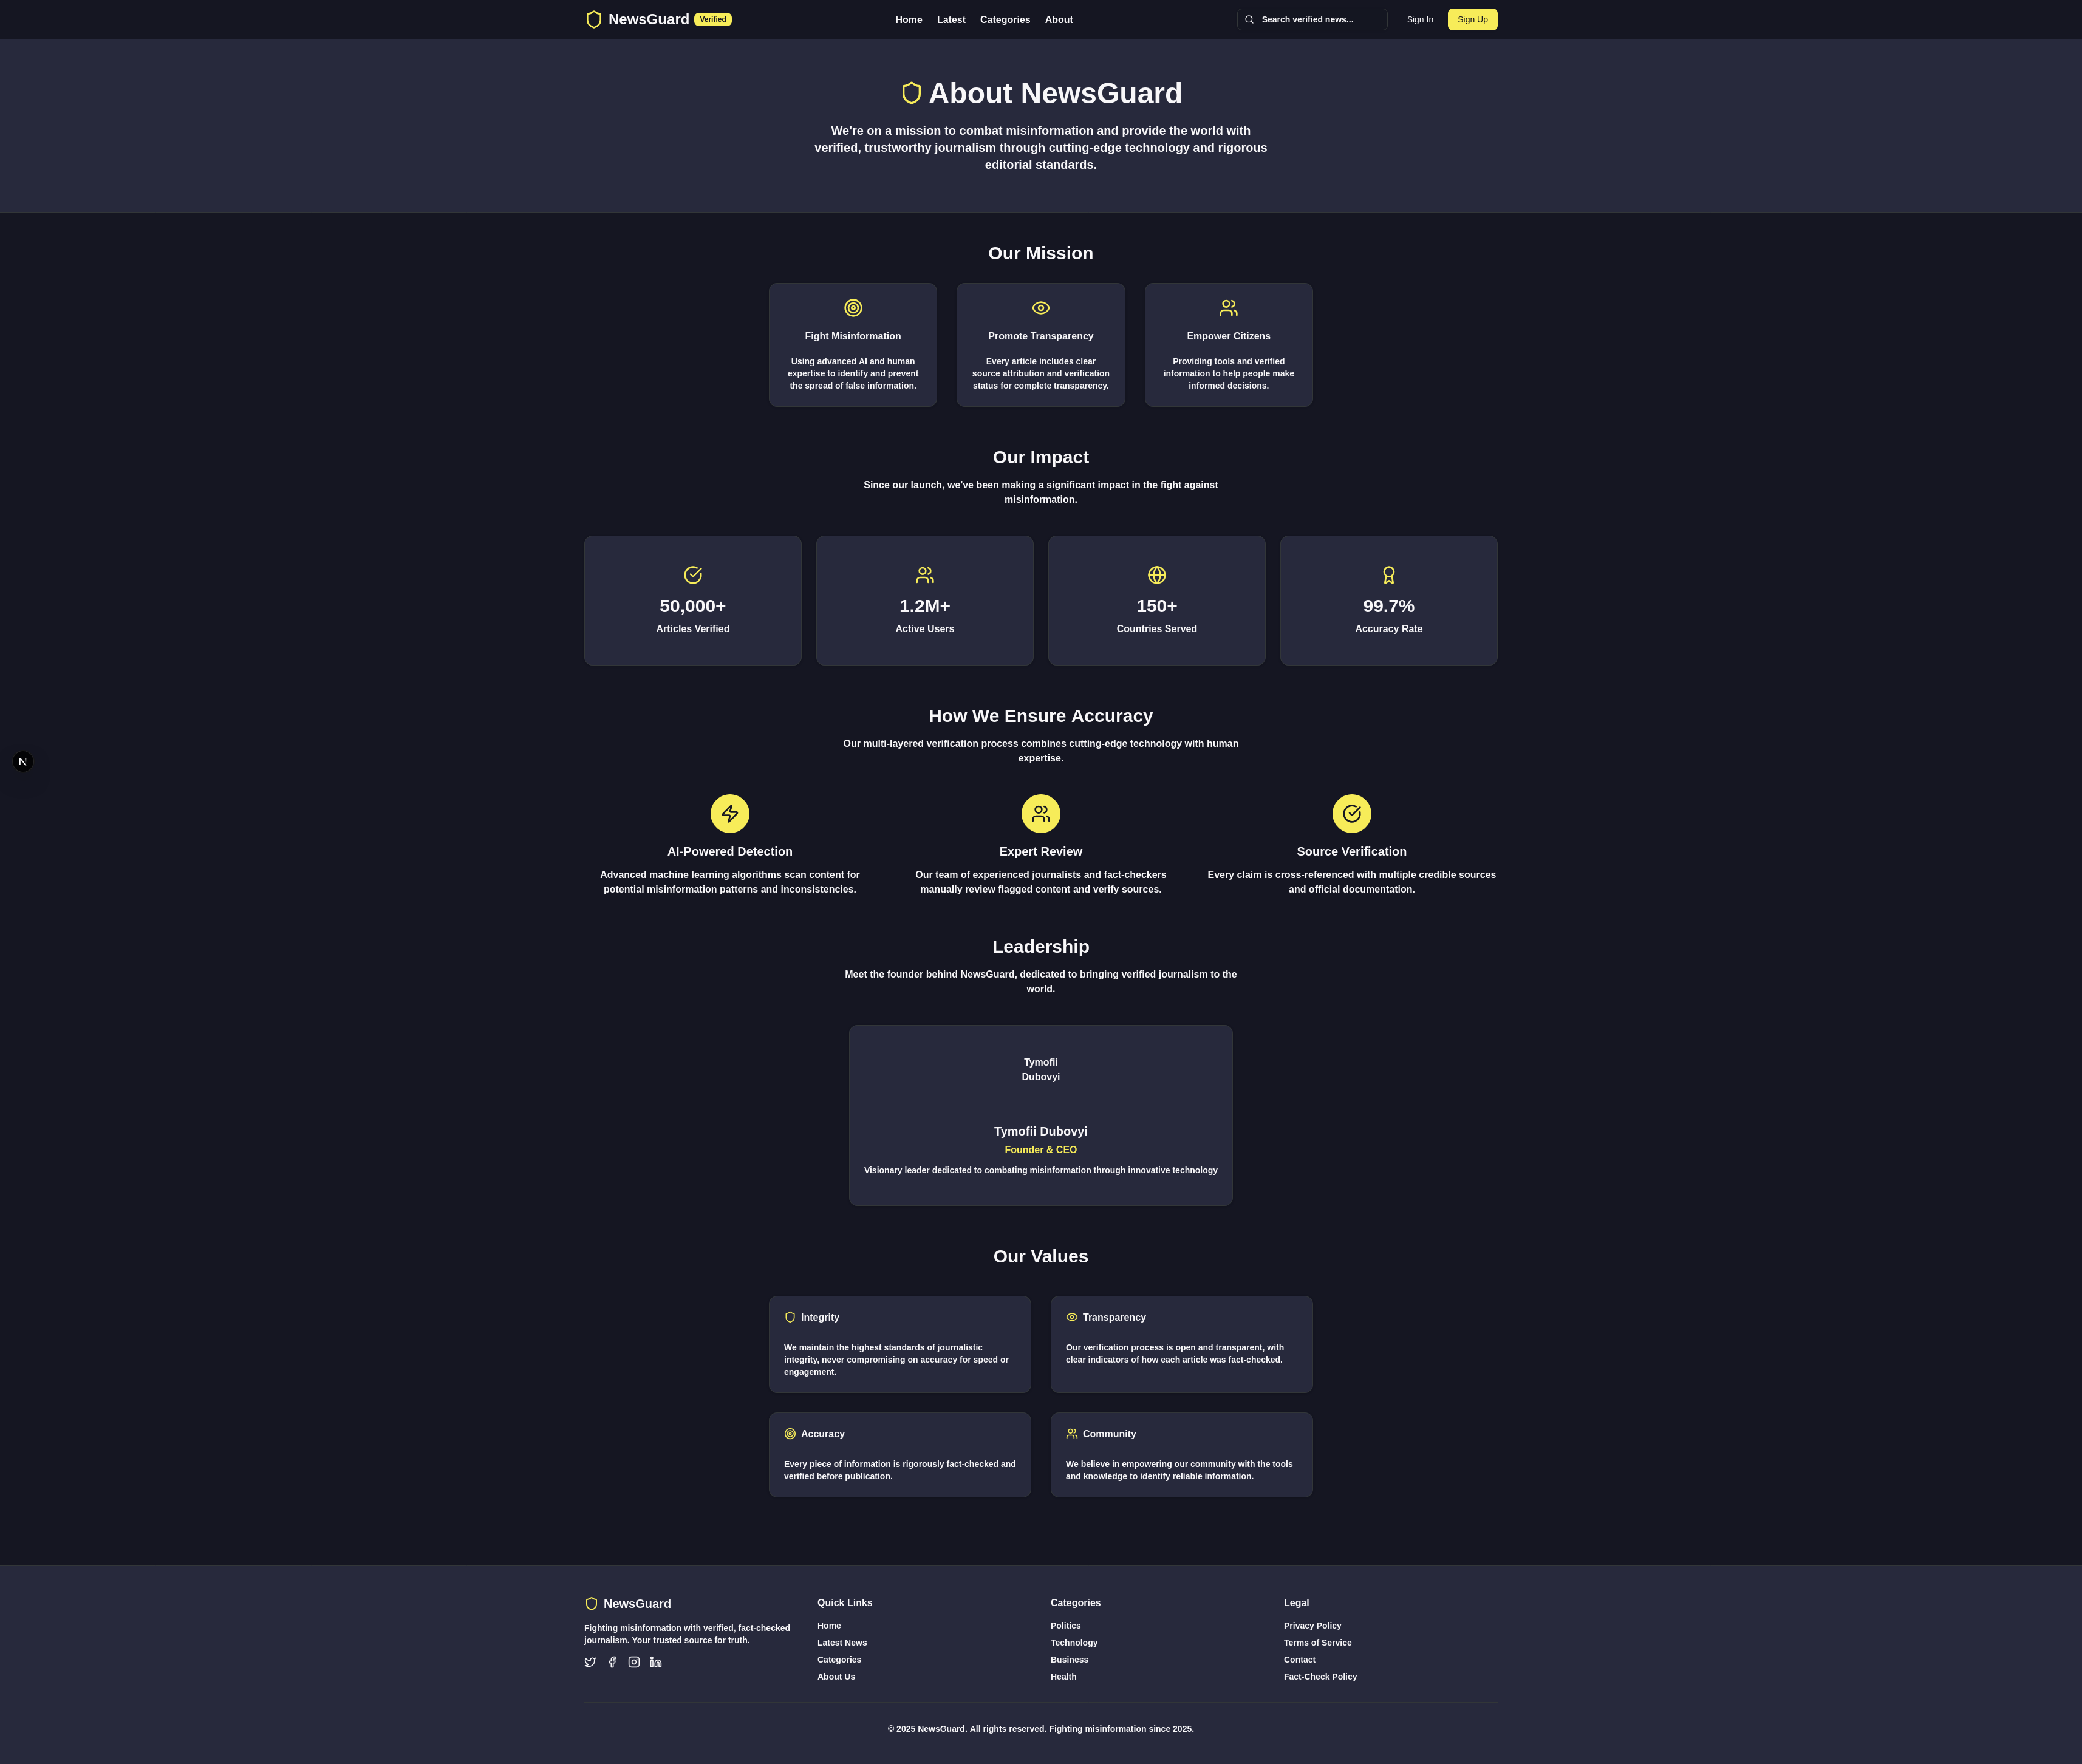 NewsGuard Verified Home Latest Categories About Search verified news... Sign In Sign Up
About NewsGuard
We're on a mission to combat misinformation and provide the world with
verified, trustworthy journalism through cutting-edge technology and rigorous
editorial standards.
Our Mission
Fight Misinformation
Using advanced AI and human
expertise to identify and prevent
the spread of false information.
Promote Transparency
Every article includes clear
source attribution and verification
status for complete transparency.
Empower Citizens
Providing tools and verified
information to help people make
informed decisions.
Our Impact
Since our launch, we've been making a significant impact in the fight against
misinformation.
50,000+
Articles Verified
1.2M+
Active Users
150+
Countries Served
99.7%
Accuracy Rate
How We Ensure Accuracy
Our multi-layered verification process combines cutting-edge technology with human
expertise.
N
AI-Powered Detection
Advanced machine learning algorithms scan content for
potential misinformation patterns and inconsistencies.
Expert Review
Our team of experienced journalists and fact-checkers
manually review flagged content and verify sources.
Source Verification
Every claim is cross-referenced with multiple credible sources
and official documentation.
Leadership
Meet the founder behind NewsGuard, dedicated to bringing verified journalism to the
world.
Tymofii
Dubovyi
Tymofii Dubovyi
Founder & CEO
Visionary leader dedicated to combating misinformation through innovative technology
Our Values
Integrity
We maintain the highest standards of journalistic
integrity, never compromising on accuracy for speed or
engagement.
Transparency
Our verification process is open and transparent, with
clear indicators of how each article was fact-checked.
Accuracy
Every piece of information is rigorously fact-checked and
verified before publication.
Community
We believe in empowering our community with the tools
and knowledge to identify reliable information.
NewsGuard
Fighting misinformation with verified, fact-checked
journalism. Your trusted source for truth.
Quick Links
Home
Latest News
Categories
About Us
Categories
Politics
Technology
Business
Health
Legal
Privacy Policy
Terms of Service
Contact
Fact-Check Policy
© 2025 NewsGuard. All rights reserved. Fighting misinformation since 2025.